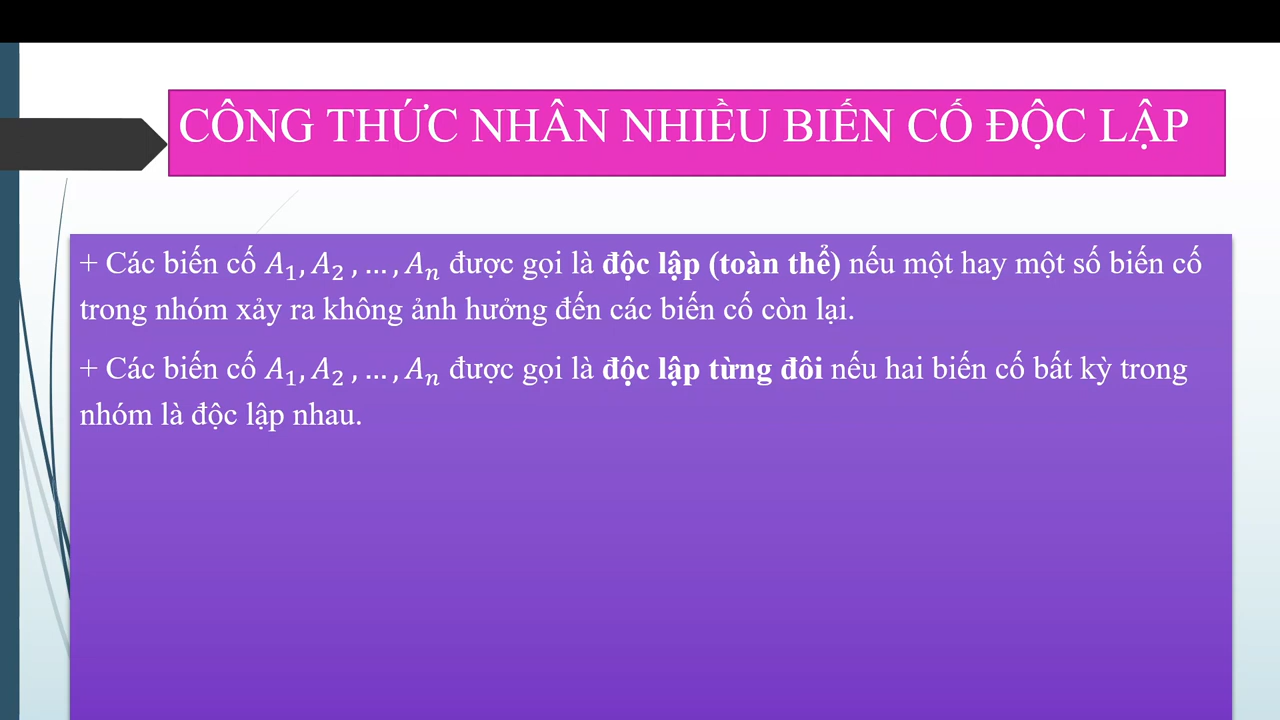 CÔNG THỨC NHÂN NHIỀU BIẾN CỐ ĐỘC LẬP
+ Các biến cố A₁, A₂ , … , Aₙ được gọi là độc lập (toàn thể) nếu một hay một số biến cố
trong nhóm xảy ra không ảnh hưởng đến các biến cố còn lại.
+ Các biến cố A₁, A₂ , … , Aₙ được gọi là độc lập từng đôi nếu hai biến cố bất kỳ trong
nhóm là độc lập nhau.